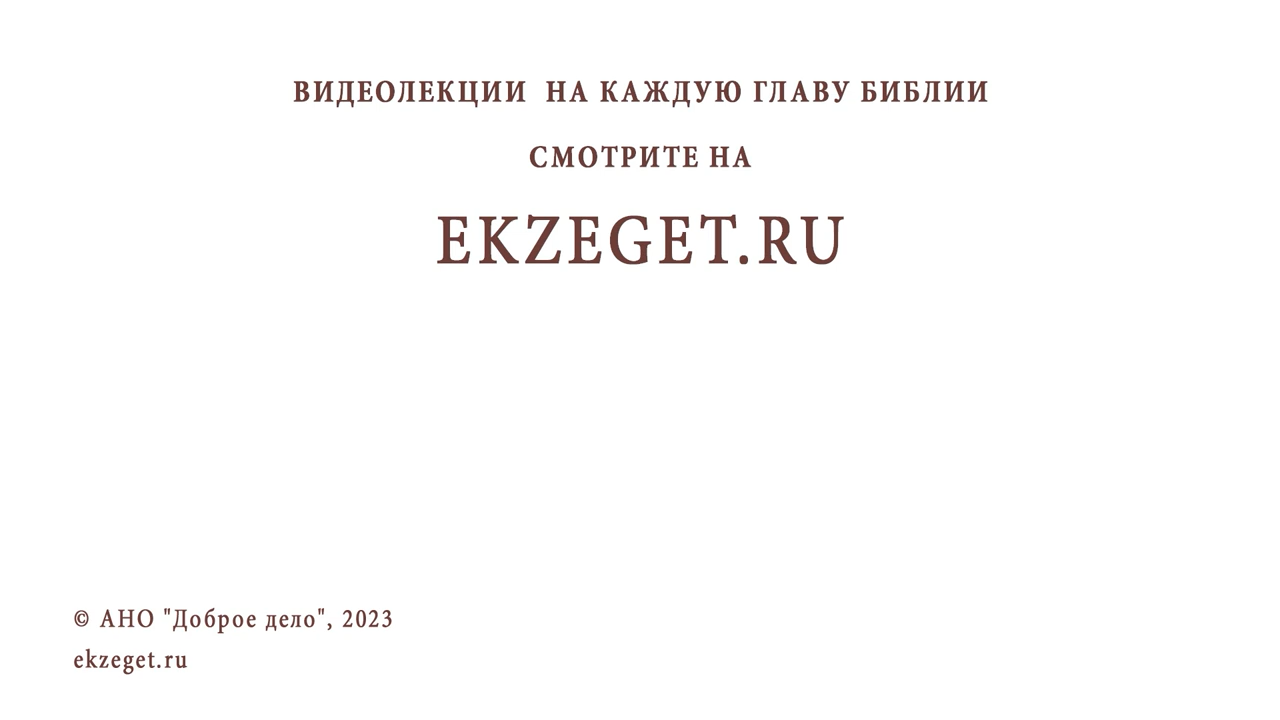 ВИДЕОЛЕКЦИИ НА КАЖДУЮ ГЛАВУ БИБЛИИ
СМОТРИТЕ НА
EKZEGET.RU
© АНО "Доброе дело", 2023
ekzeget.ru